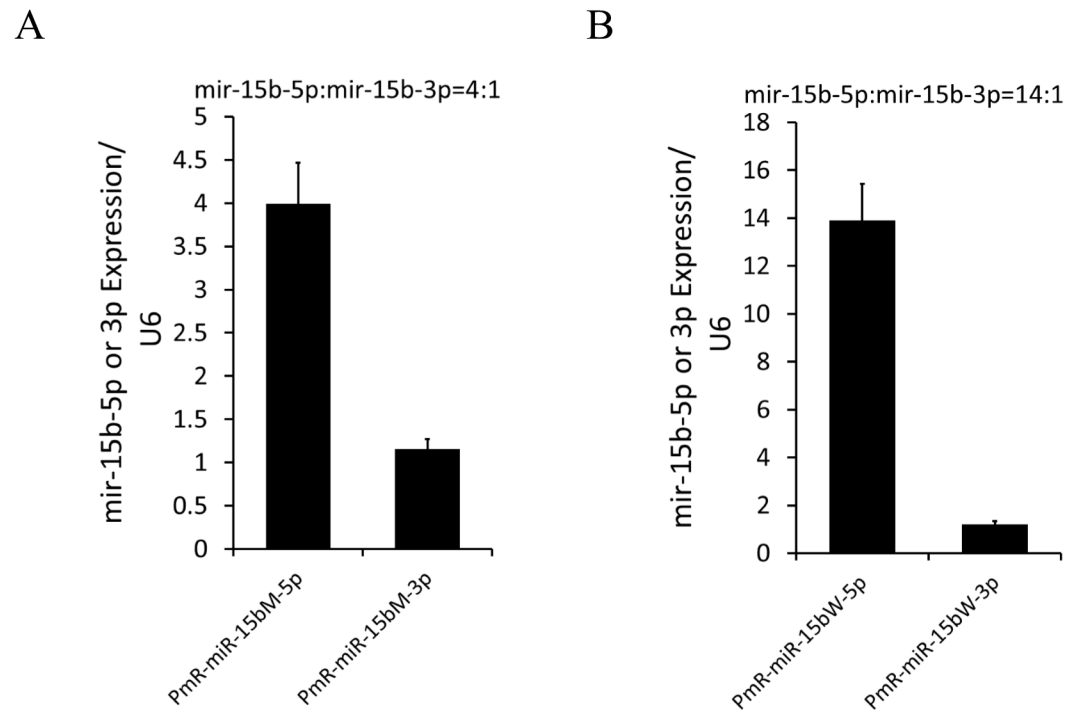 A
mir-15b-5p:mir-15b-3p=4:1
mir-15b-5p or 3p Expression/
U6
5
4.5
4
3.5
3
2.5
2
1.5
1
0.5
0
PmR-miR-15bM-5p
PmR-miR-15bM-3p
B
mir-15b-5p:mir-15b-3p=14:1
mir-15b-5p or 3p Expression/
U6
18
16
14
12
10
8
6
4
2
0
PmR-miR-15bW-5p
PmR-miR-15bW-3p